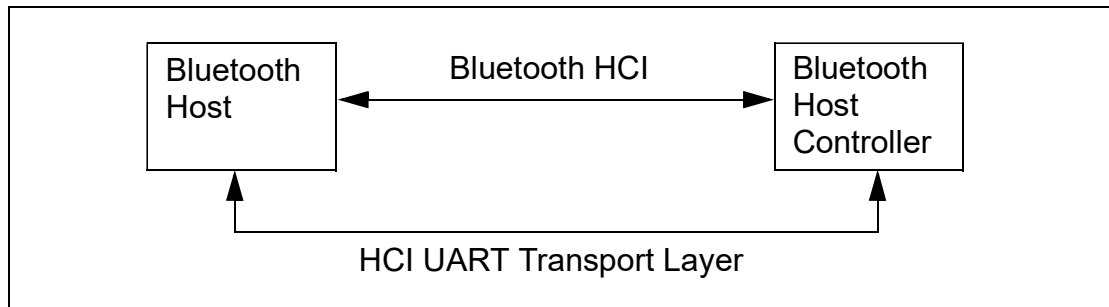 Bluetooth
Host
Bluetooth HCI
Bluetooth
Host
Controller
HCI UART Transport Layer